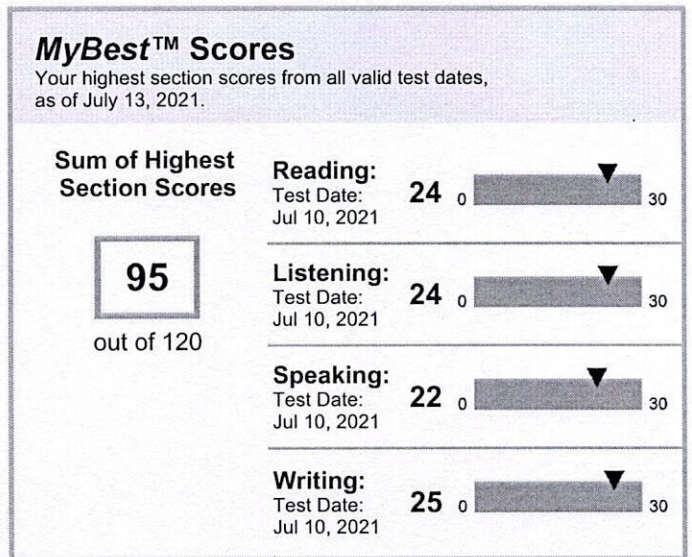 MyBest™ Scores
Your highest section scores from all valid test dates,
as of July 13, 2021.
Sum of Highest
Section Scores
95
out of 120
Reading:
Test Date:
Jul 10, 2021
24
0
30
Listening:
Test Date:
Jul 10, 2021
24
0
30
Speaking:
Test Date:
Jul 10, 2021
22
0
30
Writing:
Test Date:
Jul 10, 2021
25
0
30